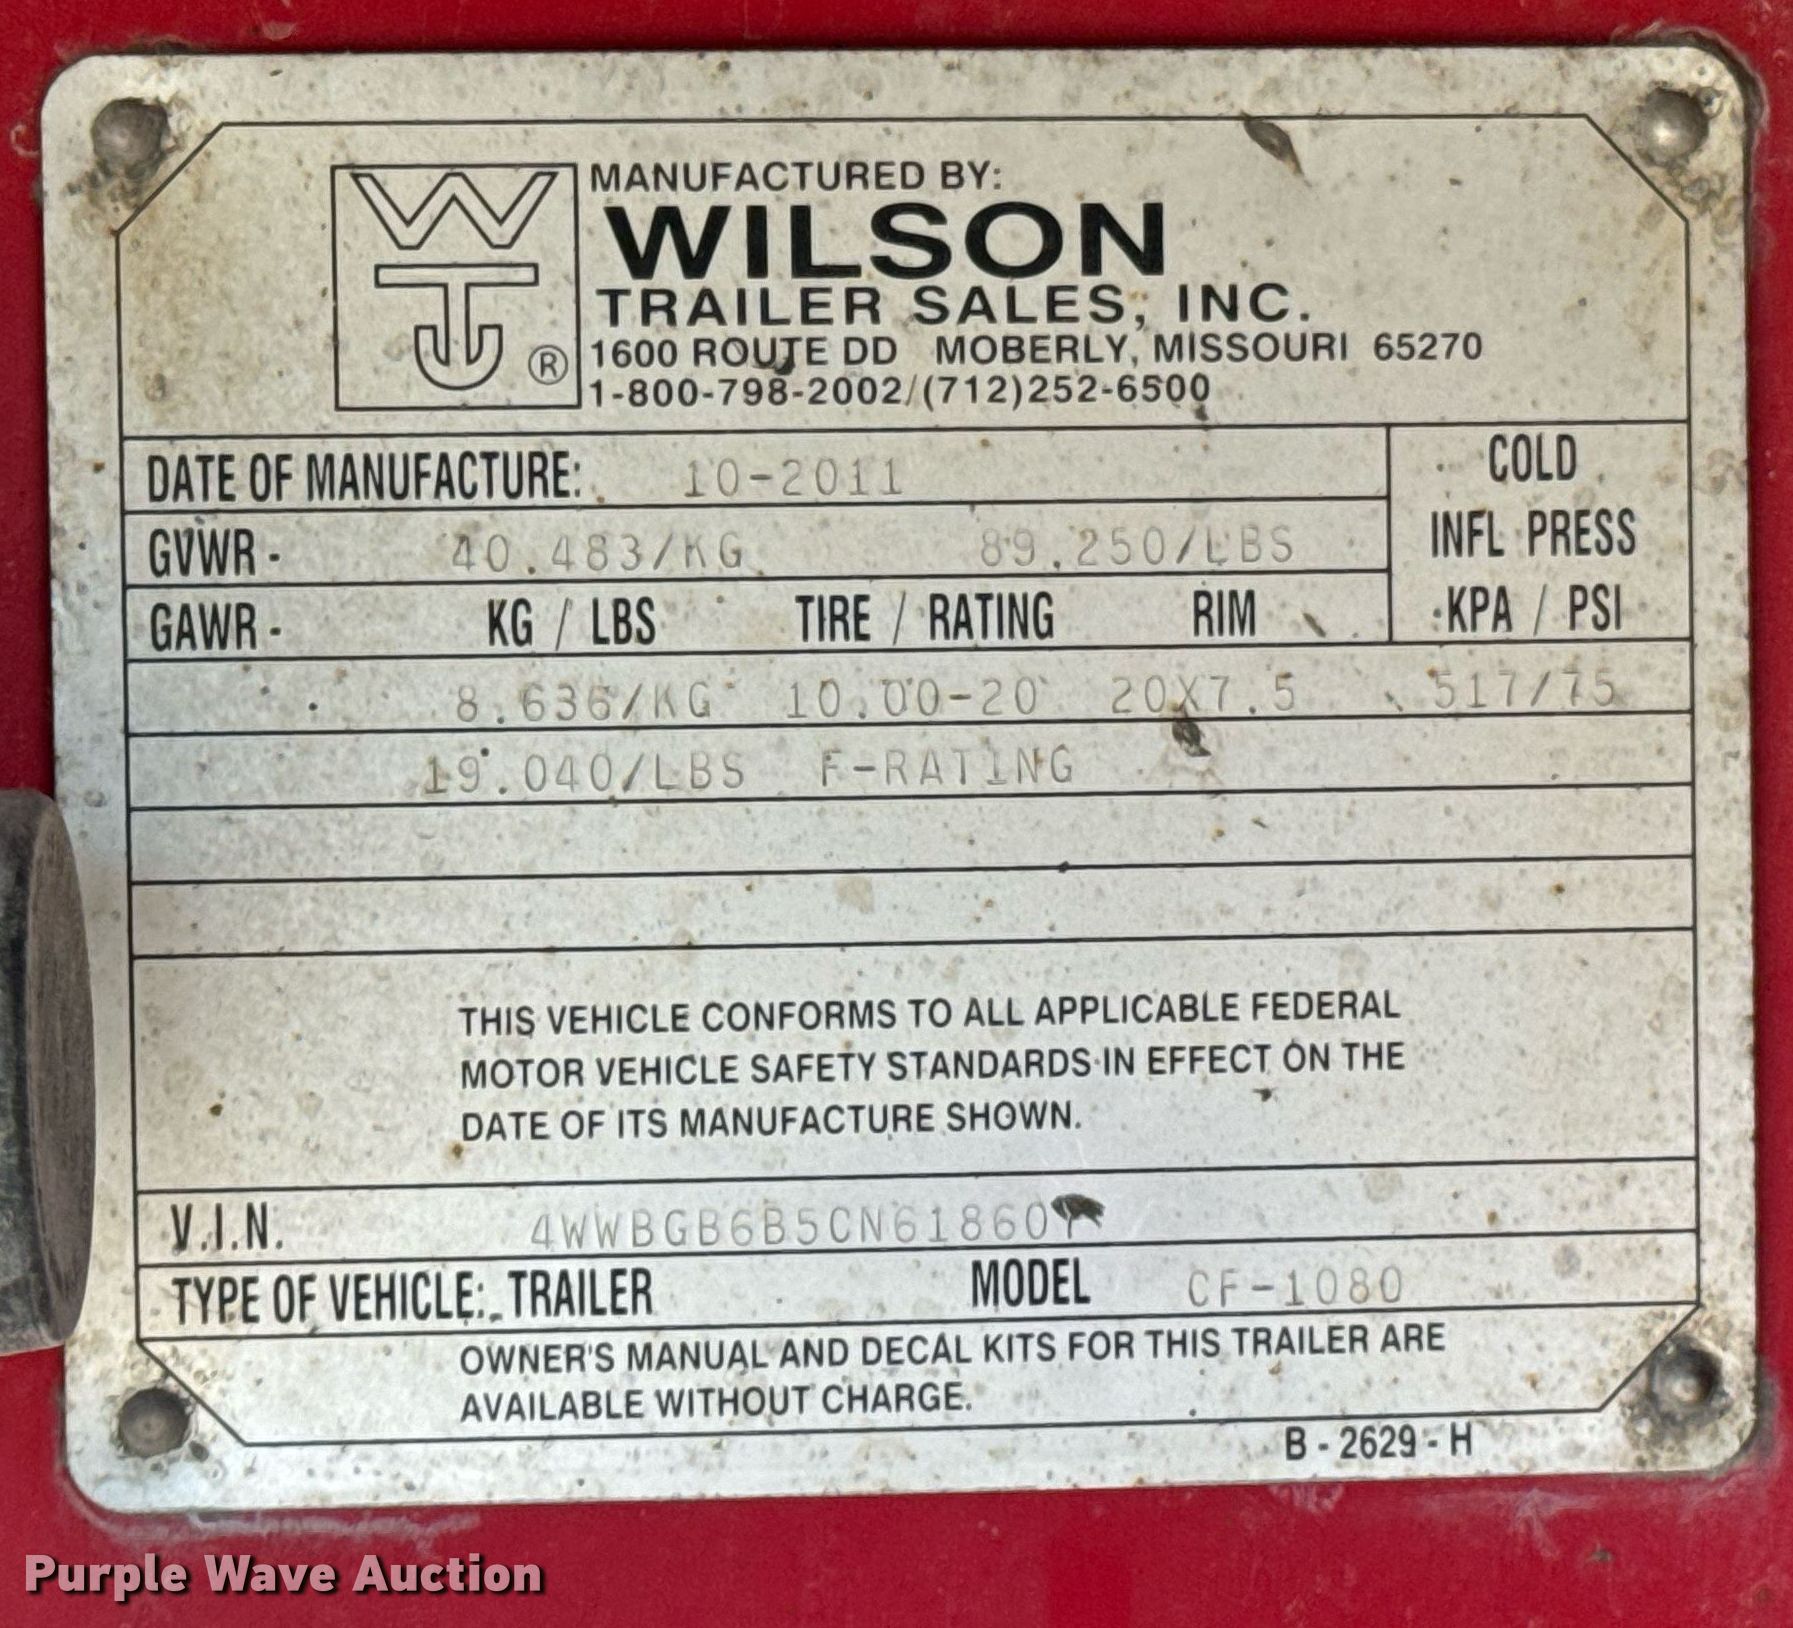 WTJ ®
MANUFACTURED BY:
WILSON
TRAILER SALES, INC.
1600 ROUTE DD MOBERLY, MISSOURI 65270
1-800-798-2002/(712)252-6500
DATE OF MANUFACTURE: 10-2011
COLD
INFL PRESS
KPA / PSI
GVWR - 40.483/KG 89.250/LBS
GAWR - KG / LBS TIRE / RATING RIM
8.636/KG 10.00-20 20X7.5 517/75
19.040/LBS F-RATING
THIS VEHICLE CONFORMS TO ALL APPLICABLE FEDERAL
MOTOR VEHICLE SAFETY STANDARDS IN EFFECT ON THE
DATE OF ITS MANUFACTURE SHOWN.
V.I.N.
TYPE OF VEHICLE: TRAILER MODEL CF-1080
OWNER'S MANUAL AND DECAL KITS FOR THIS TRAILER ARE
AVAILABLE WITHOUT CHARGE.
B - 2629 - H
Purple Wave Auction